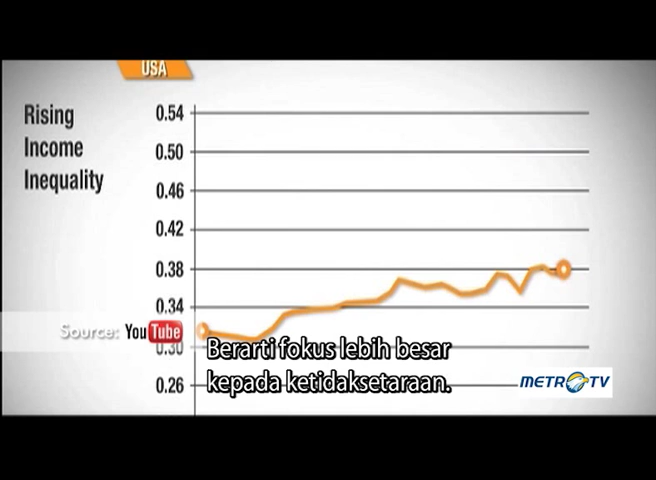 USA
Rising
Income
Inequality
0.54
0.50
0.46
0.42
0.38
0.34
0.30
0.26
Source: YouTube
Berarti fokus lebih besar
kepada ketidaksetaraan.
METRO TV